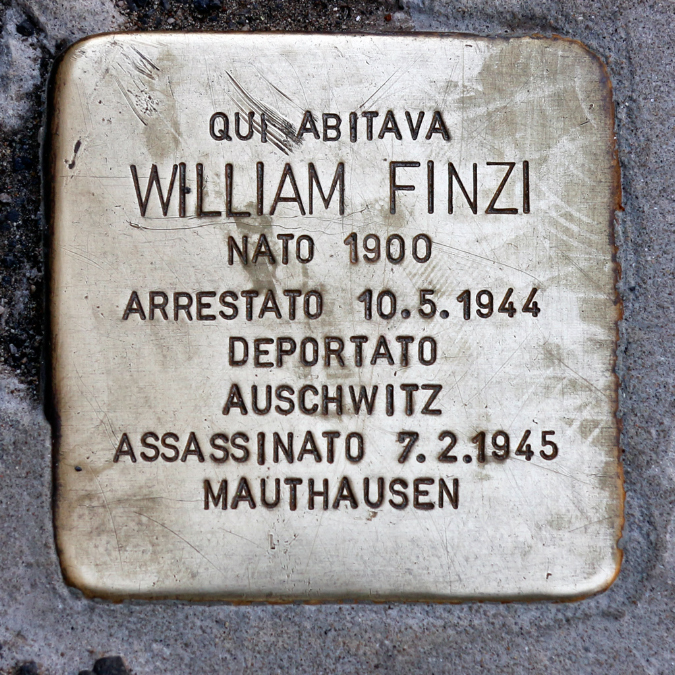 QUI ABITAVA
WILLIAM FINZI
NATO 1900
ARRESTATO 10.5.1944
DEPORTATO
AUSCHWITZ
ASSASSINATO 7.2.1945
MAUTHAUSEN